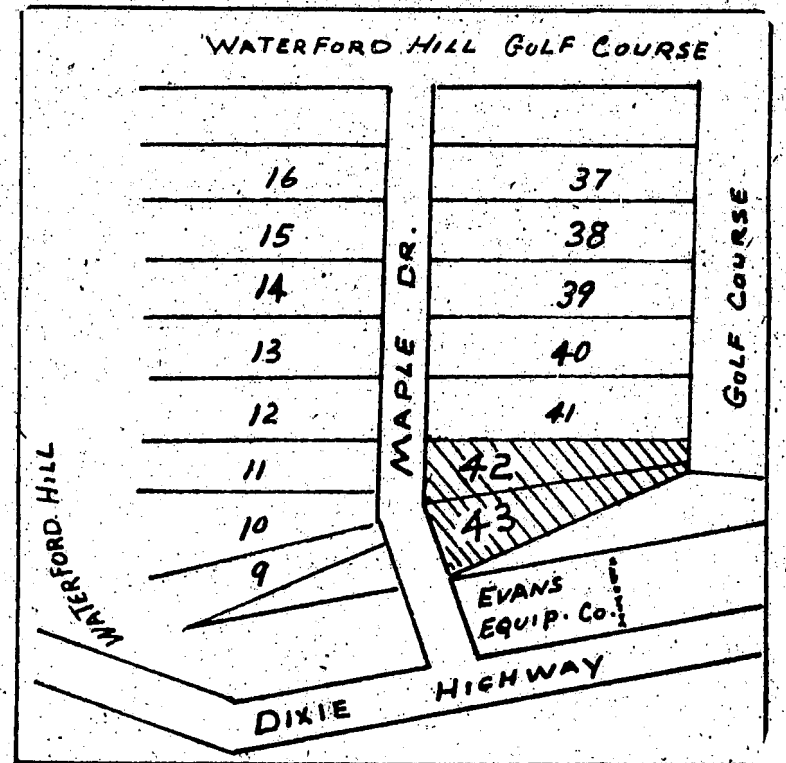 WATERFORD HILL GOLF COURSE
16
37
15
38
14
39
13
40
12
41
11
42
10
43
9
MAPLE DR.
GOLF COURSE
WATERFORD HILL
EVANS
EQUIP. CO.
DIXIE HIGHWAY